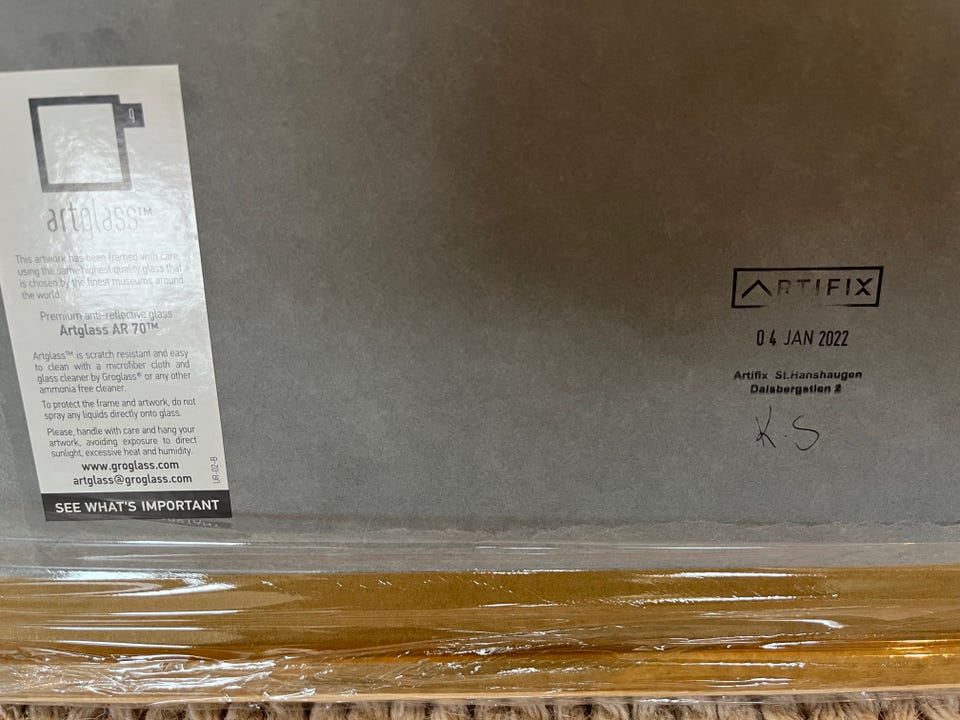 g
artglass™
This artwork has been framed with care,
using the same highest quality glass that
is chosen by the finest museums around
the world.
Premium anti-reflective glass
Artglass AR 70™
Artglass™ is scratch resistant and easy
to clean with a microfiber cloth and
glass cleaner by Groglass® or any other
ammonia free cleaner.
To protect the frame and artwork, do not
spray any liquids directly onto glass.
Please, handle with care and hang your
artwork, avoiding exposure to direct
sunlight, excessive heat and humidity.
www.groglass.com
artglass@groglass.com
UR-02-B
SEE WHAT'S IMPORTANT
ARTIFIX
04 JAN 2022
Artifix St.Hanshaugen
Dalsbergstien 2
K.S